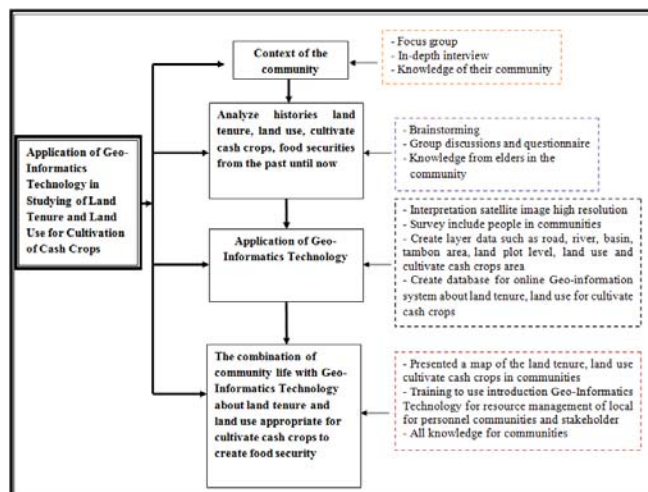 Context of the
community
- Focus group
- In-depth interview
- Knowledge of their community
Analyze histories land
tenure, land use, cultivate
cash crops, food securities
from the past until now
- Brainstorming
- Group discussions and questionnaire
- Knowledge from elders in the
community
Application of Geo-
Informatics
Technology in
Studying of Land
Tenure and Land
Use for Cultivation
of Cash Crops
Application of Geo-
Informatics Technology
- Interpretation satellite image high resolution
- Survey include people in communities
- Create layer data such as road, river, basin,
tambon area, land plot level, land use and
cultivate cash crops area
- Create database for online Geo-information
system about land tenure, land use for cultivate
cash crops
The combination of
community life with Geo-
Informatics Technology
about land tenure and
land use appropriate for
cultivate cash crops to
create food security
- Presented a map of the land tenure, land use
cultivate cash crops in communities
- Training to use introduction Geo-Informatics
Technology for resource management of local
for personnel communities and stakeholder
- All knowledge for communities